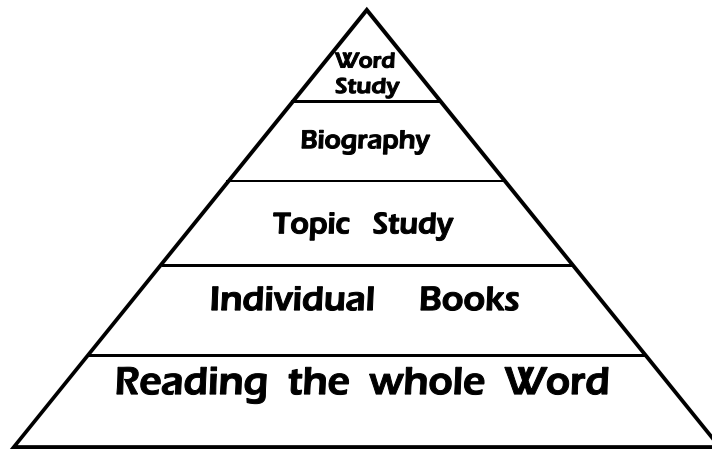 Word
Study
Biography
Topic Study
Individual Books
Reading the whole Word